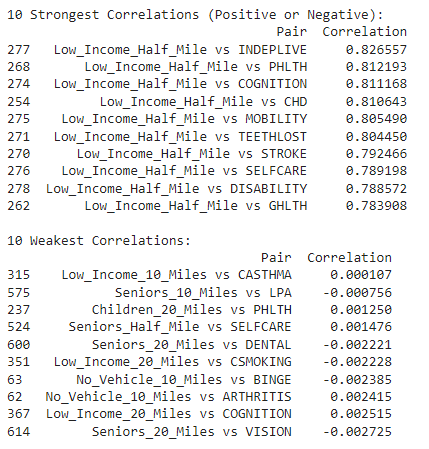 10 Strongest Correlations (Positive or Negative):
Pair Correlation
277 Low_Income_Half_Mile vs INDEPLIVE 0.826557
268 Low_Income_Half_Mile vs PHLTH 0.812193
274 Low_Income_Half_Mile vs COGNITION 0.811168
254 Low_Income_Half_Mile vs CHD 0.810643
275 Low_Income_Half_Mile vs MOBILITY 0.805490
271 Low_Income_Half_Mile vs TEETHLOST 0.804450
270 Low_Income_Half_Mile vs STROKE 0.792466
276 Low_Income_Half_Mile vs SELFCARE 0.789198
278 Low_Income_Half_Mile vs DISABILITY 0.788572
262 Low_Income_Half_Mile vs GHLTH 0.783908
10 Weakest Correlations:
Pair Correlation
315 Low_Income_10_Miles vs CASTHMA 0.000107
575 Seniors_10_Miles vs LPA -0.000756
237 Children_20_Miles vs PHLTH 0.001250
524 Seniors_Half_Mile vs SELFCARE 0.001476
600 Seniors_20_Miles vs DENTAL -0.002221
351 Low_Income_20_Miles vs CSMOKING -0.002228
63 No_Vehicle_10_Miles vs BINGE -0.002385
62 No_Vehicle_10_Miles vs ARTHRITIS 0.002415
367 Low_Income_20_Miles vs COGNITION 0.002515
614 Seniors_20_Miles vs VISION -0.002725